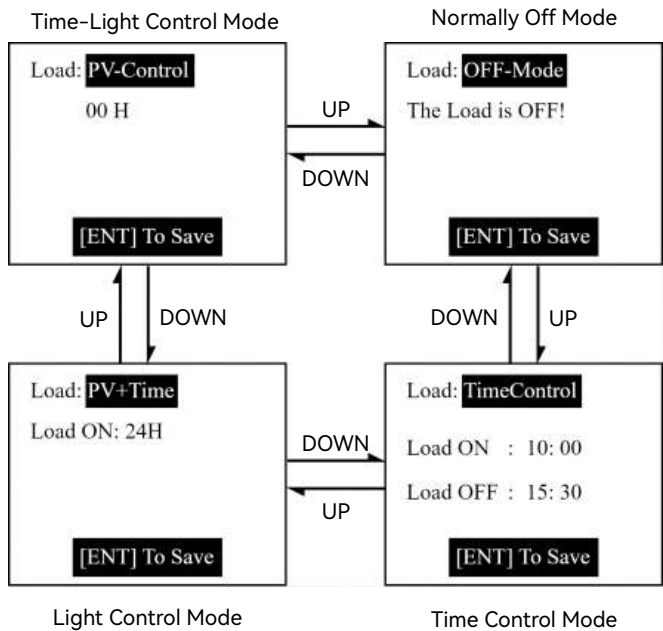 Time-Light Control Mode
Normally Off Mode
Load: PV-Control
00 H
[ENT] To Save
UP
DOWN
Load: OFF-Mode
The Load is OFF!
[ENT] To Save
UP
DOWN
DOWN
UP
Load: PV+Time
Load ON: 24H
[ENT] To Save
DOWN
UP
Load: TimeControl
Load ON : 10: 00
Load OFF : 15: 30
[ENT] To Save
Light Control Mode
Time Control Mode